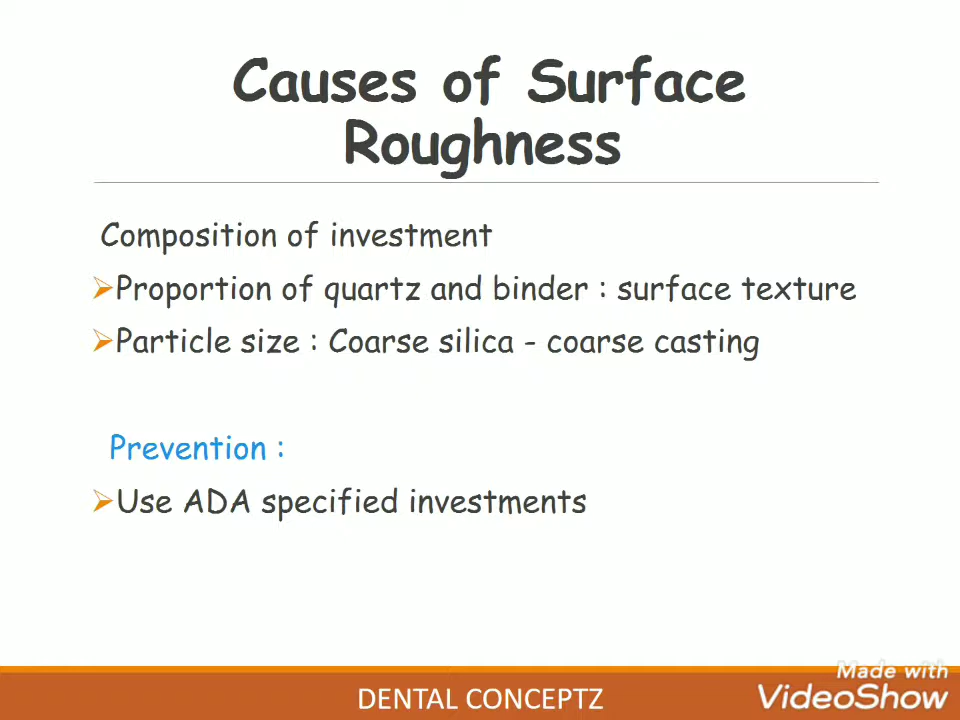 Causes of Surface
Roughness
Composition of investment
Proportion of quartz and binder : surface texture
Particle size : Coarse silica - coarse casting
Prevention :
Use ADA specified investments
DENTAL CONCEPTZ
Made with
VideoShow